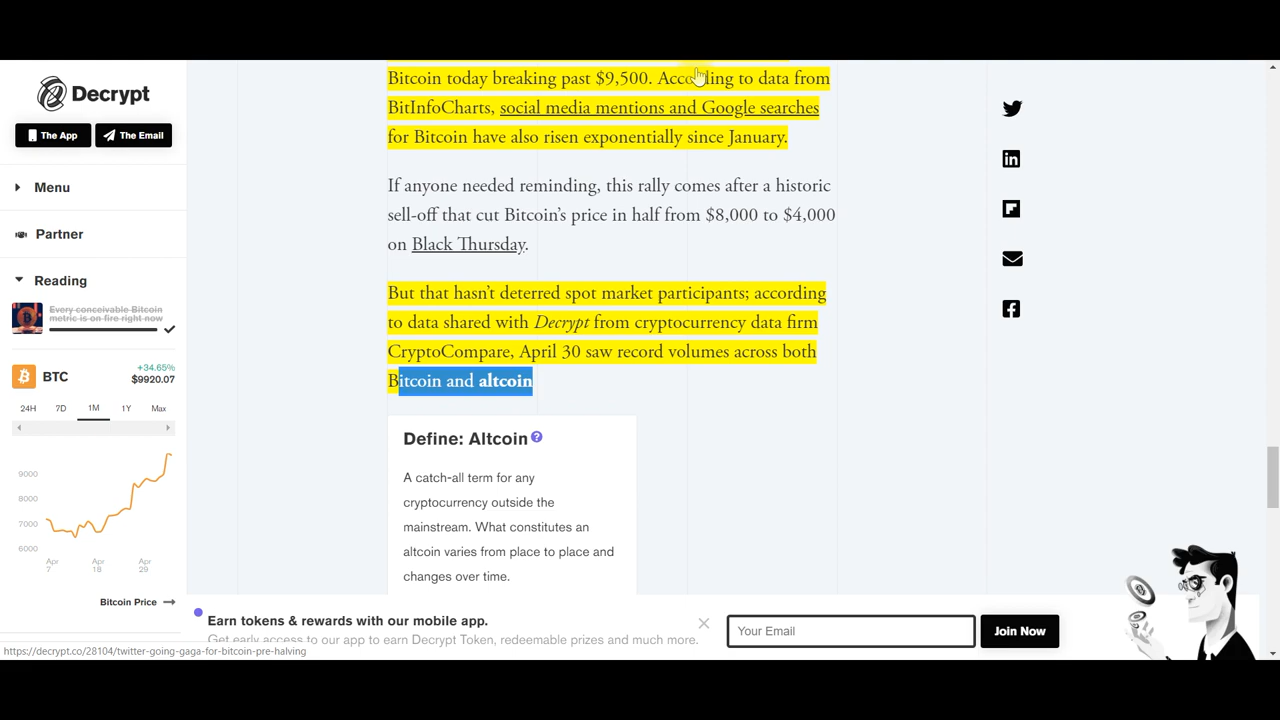 Decrypt
The App
The Email
Menu
Partner
Reading
Every conceivable Bitcoin
metric is on fire right now
BTC
+34.65%
$9920.07
24H 7D 1M 1Y Max
9000
8000
7000
6000
Apr 7
Apr 18
Apr 29
Bitcoin Price
Bitcoin today breaking past $9,500. According to data from
BitInfoCharts, social media mentions and Google searches
for Bitcoin have also risen exponentially since January.
If anyone needed reminding, this rally comes after a historic
sell-off that cut Bitcoin's price in half from $8,000 to $4,000
on Black Thursday.
But that hasn't deterred spot market participants; according
to data shared with Decrypt from cryptocurrency data firm
CryptoCompare, April 30 saw record volumes across both
Bitcoin and altcoin
Define: Altcoin ?
A catch-all term for any
cryptocurrency outside the
mainstream. What constitutes an
altcoin varies from place to place and
changes over time.
Earn tokens & rewards with our mobile app.
Get early access to our app to earn Decrypt Token, redeemable prizes and much more.
Your Email
Join Now
https://decrypt.co/28104/twitter-going-gaga-for-bitcoin-pre-halving